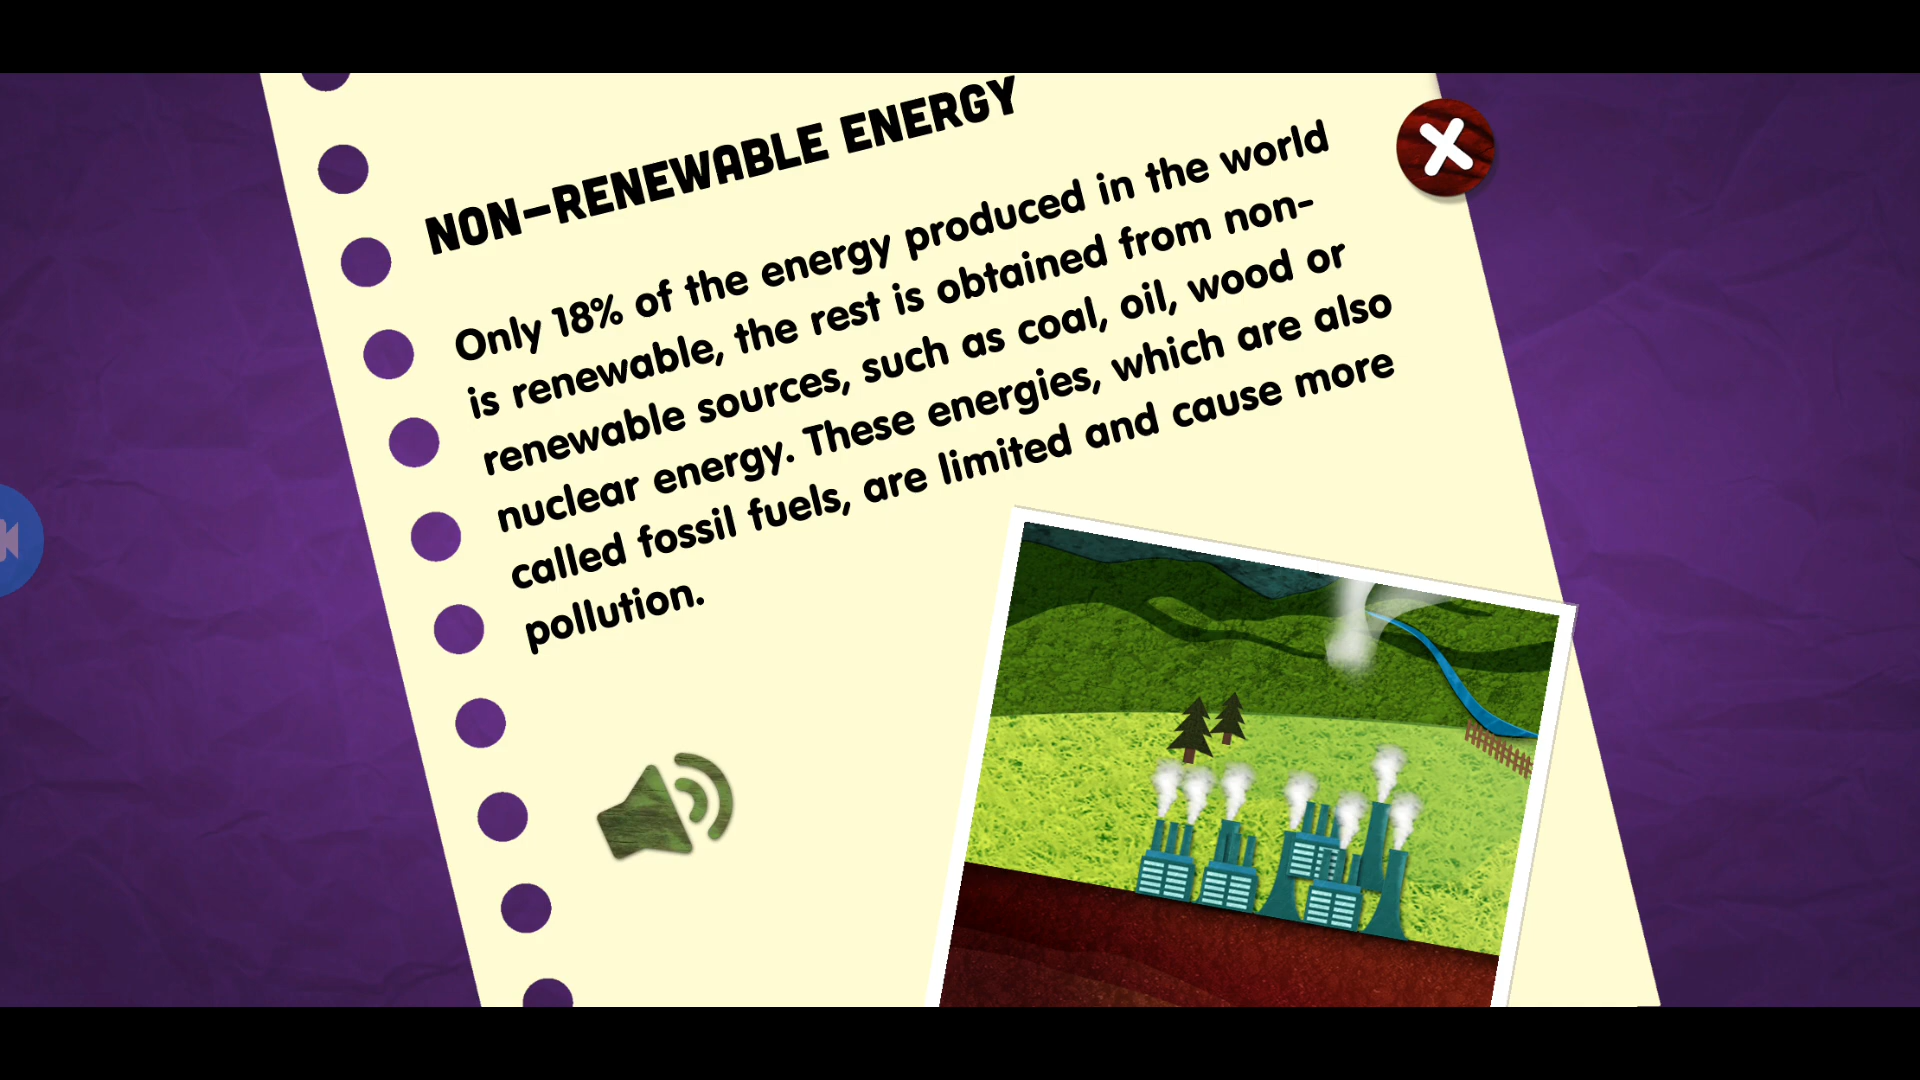 NON-RENEWABLE ENERGY
Only 18% of the energy produced in the world
is renewable, the rest is obtained from non-
renewable sources, such as coal, oil, wood or
nuclear energy. These energies, which are also
called fossil fuels, are limited and cause more
pollution.